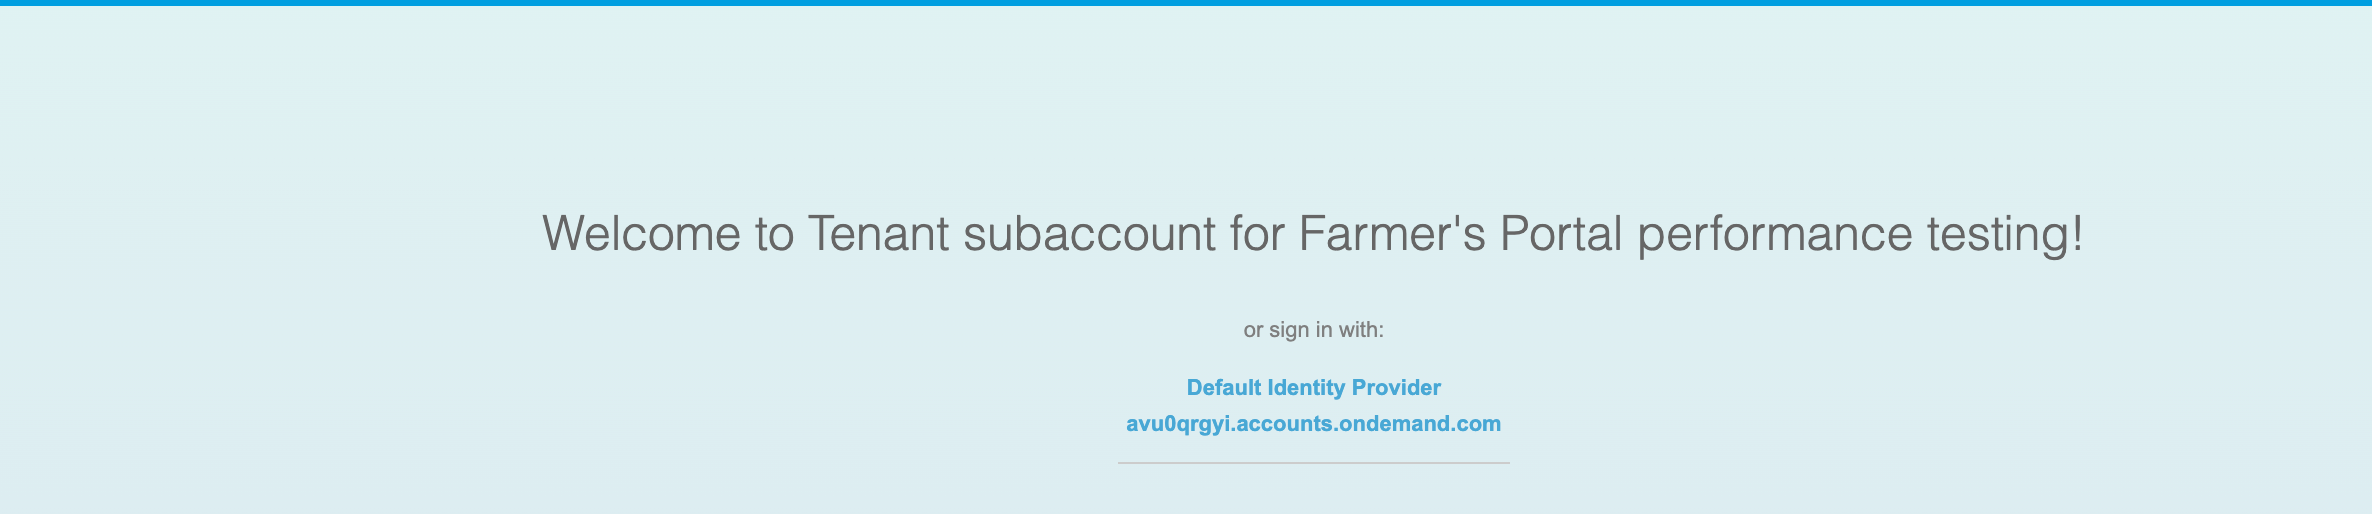 Welcome to Tenant subaccount for Farmer's Portal performance testing!
or sign in with:
Default Identity Provider
avu0qrgyi.accounts.ondemand.com